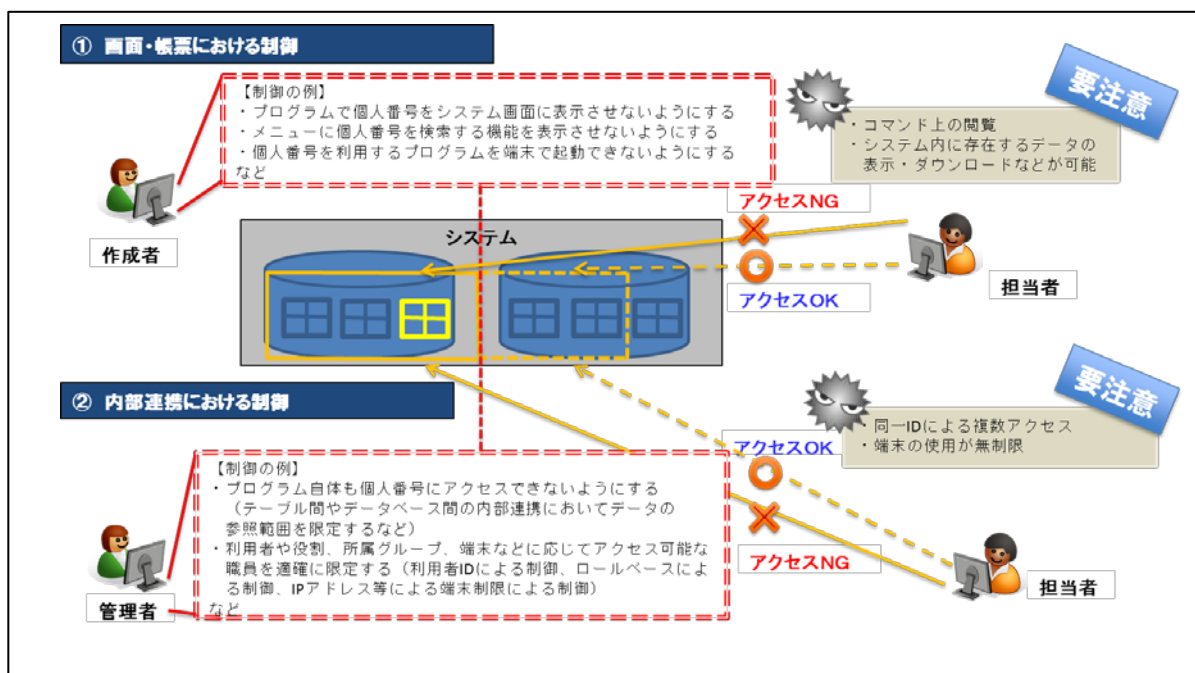 ① 画面・帳票における制御
【制御の例】
・プログラムで個人番号をシステム画面に表示させないようにする
・メニューに個人番号を検索する機能を表示させないようにする
・個人番号を利用するプログラムを端末で起動できないようにする
など
要注意
・コマンド上の閲覧
・システム内に存在するデータの
表示・ダウンロードなどが可能
作成者
アクセスNG
システム
アクセスOK
担当者
② 内部連携における制御
要注意
・同一IDによる複数アクセス
・端末の使用が無制限
アクセスOK
【制御の例】
・プログラム自体も個人番号にアクセスできないようにする
（テーブル間やデータベース間の内部連携においてデータの
参照範囲を限定するなど）
・利用者や役割、所属グループ、端末などに応じてアクセス可能な
職員を適確に限定する（利用者IDによる制御、ロールベースによ
る制御、IPアドレス等による端末制限による制御）
など
アクセスNG
管理者
担当者